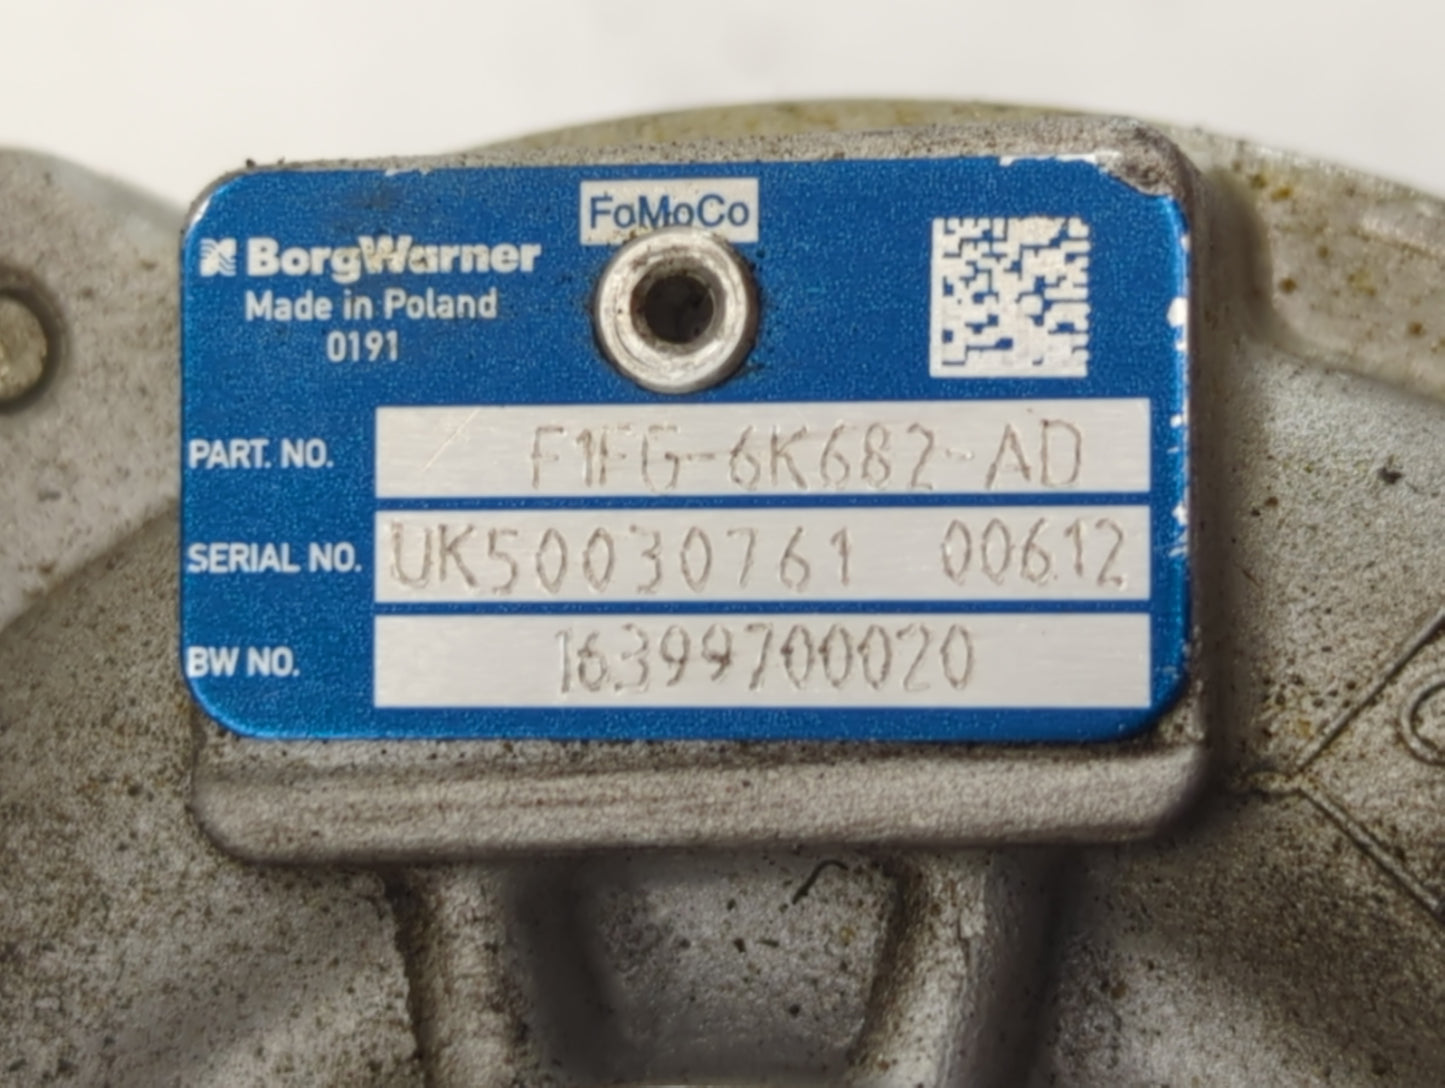 FoMoCo
BorgWarner
Made in Poland
0191
PART. NO. F1FG-6K682-AD
SERIAL NO. UK50030761 00612
BW NO. 16399700020